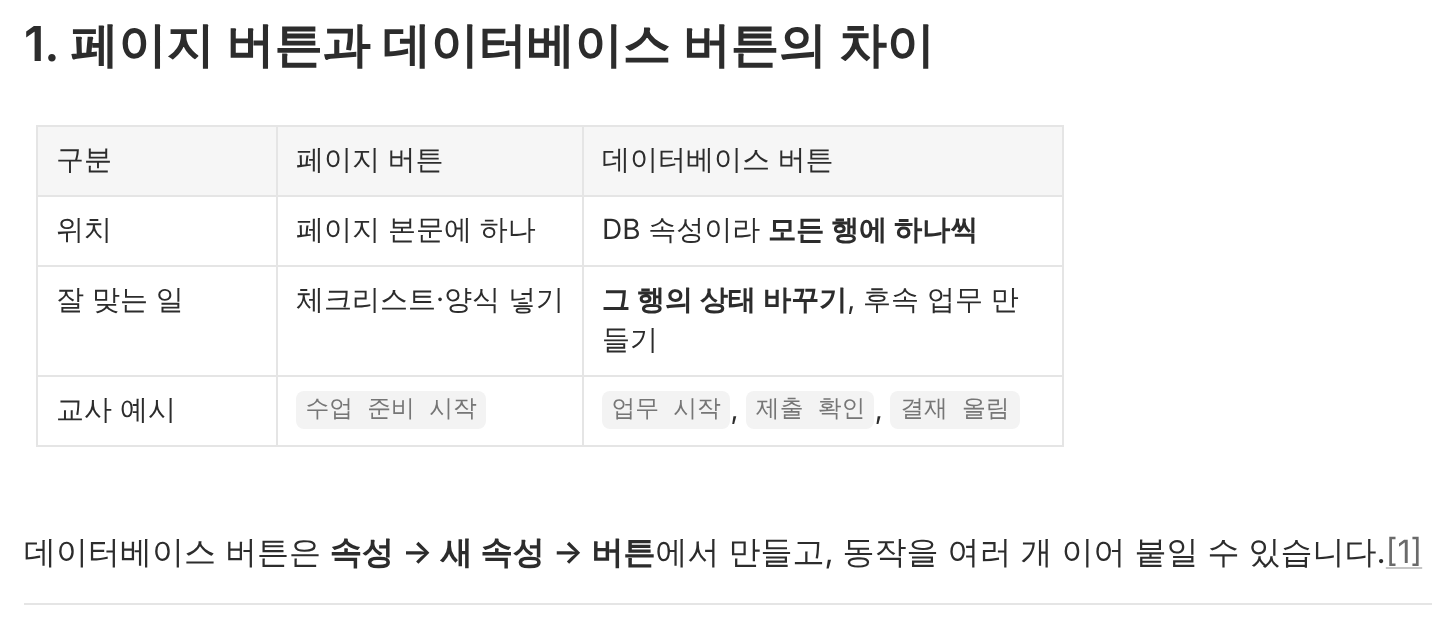 1. 페이지 버튼과 데이터베이스 버튼의 차이
구분 페이지 버튼 데이터베이스 버튼
위치 페이지 본문에 하나 DB 속성이라 모든 행에 하나씩
잘 맞는 일 체크리스트·양식 넣기 그 행의 상태 바꾸기, 후속 업무 만
들기
교사 예시 수업 준비 시작 업무 시작, 제출 확인, 결재 올림
데이터베이스 버튼은 속성 → 새 속성 → 버튼에서 만들고, 동작을 여러 개 이어 붙일 수 있습니다.[1]